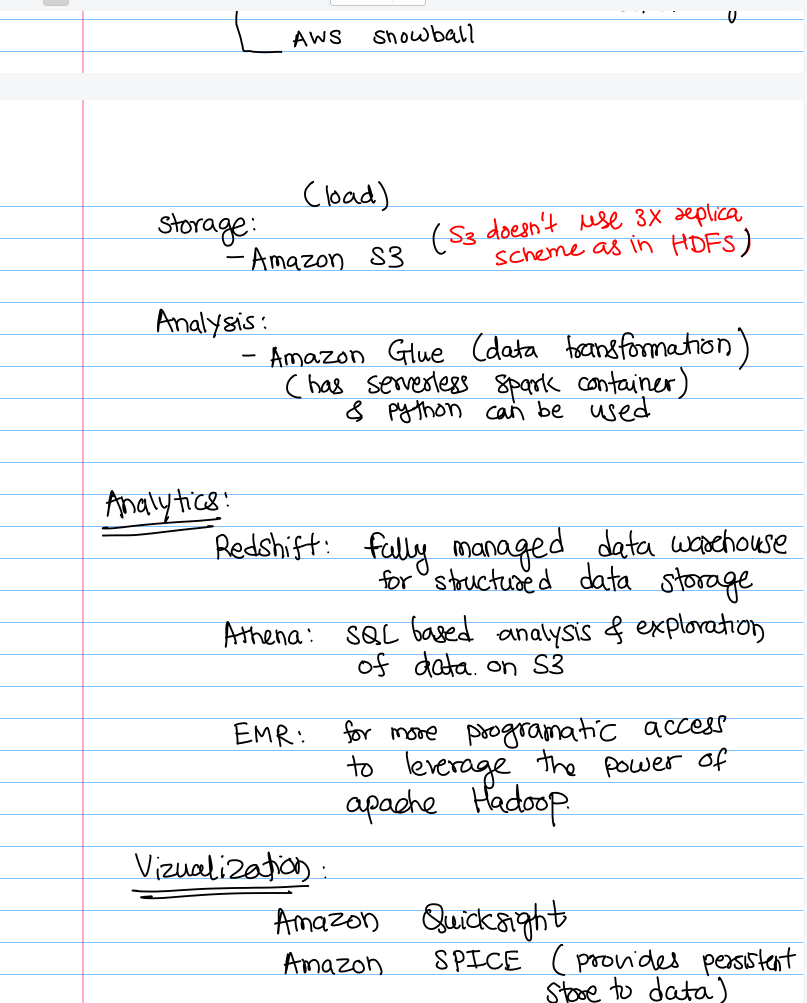 AWS snowball
(load)
Storage:
- Amazon S3 (S3 doesn't use 3X replica
scheme as in HDFS)
Analysis:
- Amazon Glue (data transformation)
(has serverless spark container)
& python can be used
Analytics:
Redshift: fully managed data warehouse
for structured data storage
Athena: SQL based analysis & exploration
of data. on S3
EMR: for more programatic access
to leverage the power of
apache Hadoop.
Vizualization:
Amazon Quicksight
Amazon SPICE (provides persistent
store to data)